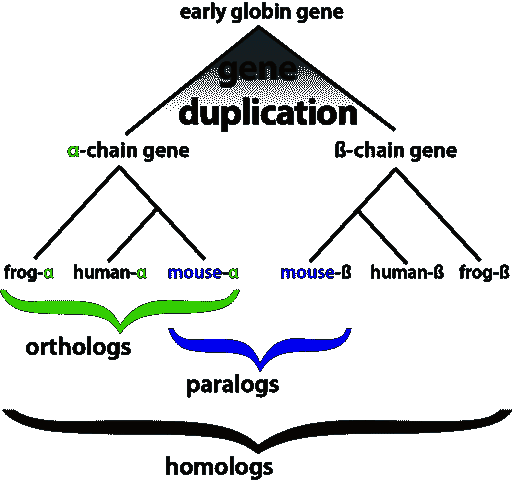 early globin gene
gene
duplication
α-chain gene
ß-chain gene
frog-α
human-α
mouse-α
mouse-ß
human-ß
frog-ß
orthologs
paralogs
homologs